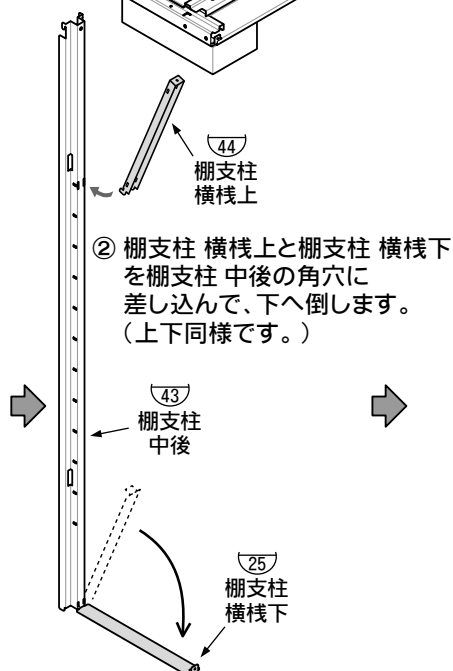 44
棚支柱
横桟上
② 棚支柱 横桟上と棚支柱 横桟下
を棚支柱 中後の角穴に
差し込んで、下へ倒します。
（上下同様です。）
43
棚支柱
中後
25
棚支柱
横桟下